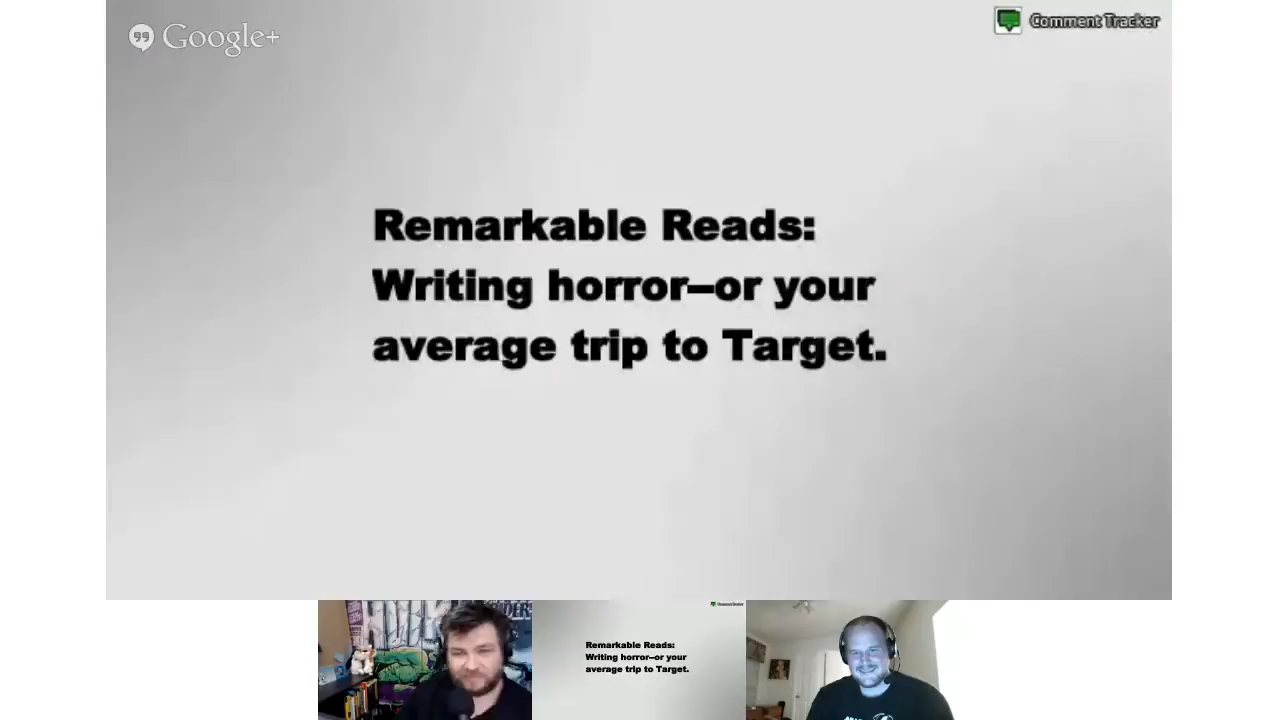 Google+
Comment Tracker
Remarkable Reads:
Writing horror–or your
average trip to Target.
Remarkable Reads:
Writing horror–or your
average trip to Target.